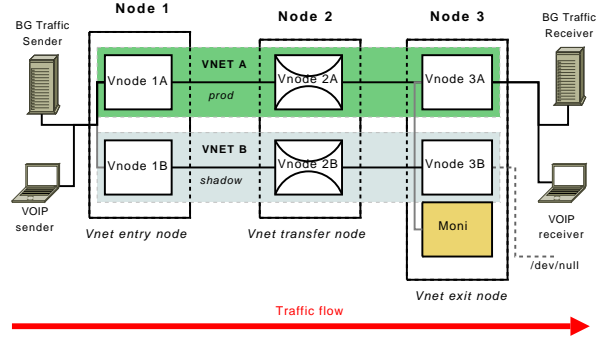 Node 1
Node 2
Node 3
BG Traffic
Sender
BG Traffic
Receiver
VNET A
Vnode 1A
Vnode 2A
Vnode 3A
prod
VNET B
Vnode 1B
Vnode 2B
Vnode 3B
shadow
VOIP
sender
VOIP
receiver
Moni
Vnet entry node
Vnet transfer node
/dev/null
Vnet exit node
Traffic flow